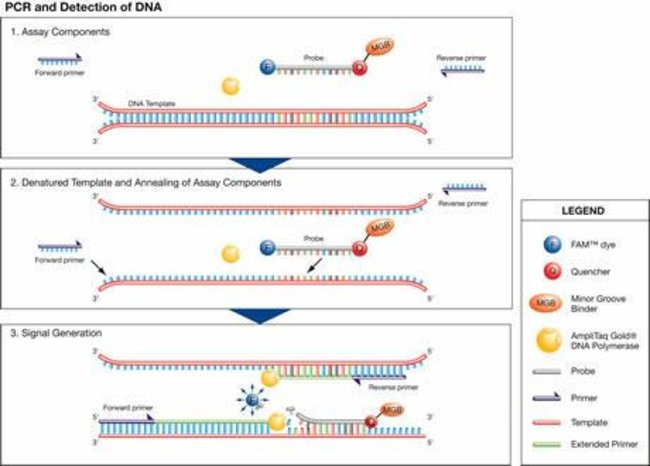 PCR and Detection of DNA
1. Assay Components
Forward primer
F
Probe
Q
MGB
Reverse primer
3'
DNA Template
5'
3'
5'
2. Denatured Template and Annealing of Assay Components
Reverse primer
3'
5'
Forward primer
F
Probe
Q
MGB
3'
5'
3. Signal Generation
3'
5'
Reverse primer
F
Forward primer
5'
Q
MGB
3'
3'
5'
LEGEND
F
FAM™ dye
Q
Quencher
MGB
Minor Groove
Binder
AmpliTaq Gold®
DNA Polymerase
Probe
Primer
Template
Extended Primer